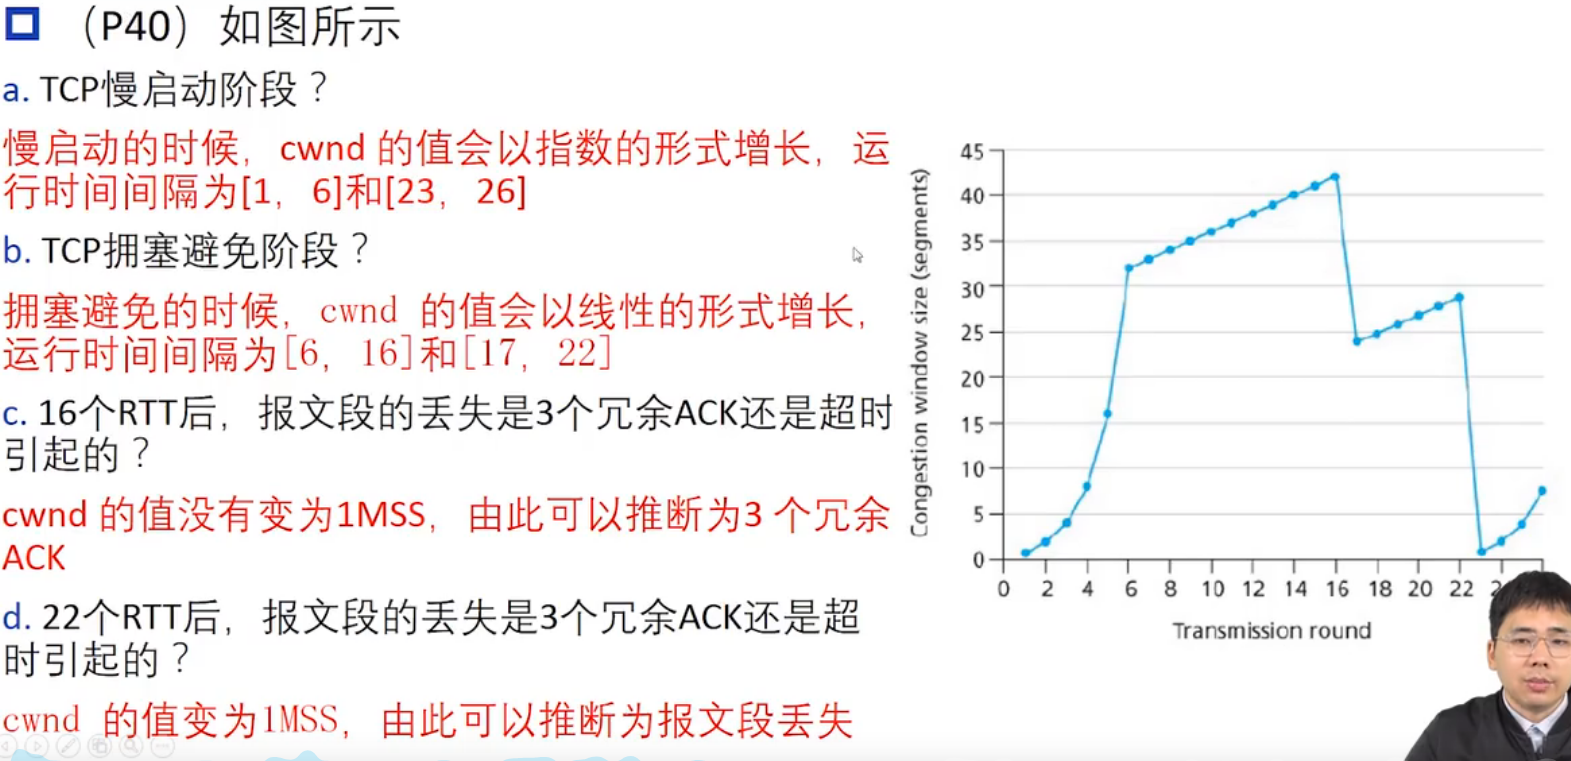 （P40）如图所示
a. TCP慢启动阶段？
慢启动的时候，cwnd 的值会以指数的形式增长，运
行时间间隔为[1，6]和[23，26]
b. TCP拥塞避免阶段？
拥塞避免的时候，cwnd 的值会以线性的形式增长，
运行时间间隔为[6，16]和[17，22]
c. 16个RTT后，报文段的丢失是3个冗余ACK还是超时
引起的？
cwnd 的值没有变为1MSS，由此可以推断为3 个冗余
ACK
d. 22个RTT后，报文段的丢失是3个冗余ACK还是超
时引起的？
cwnd 的值变为1MSS，由此可以推断为报文段丢失
Congestion window size (segments)
45
40
35
30
25
20
15
10
5
0
0 2 4 6 8 10 12 14 16 18 20 22
Transmission round